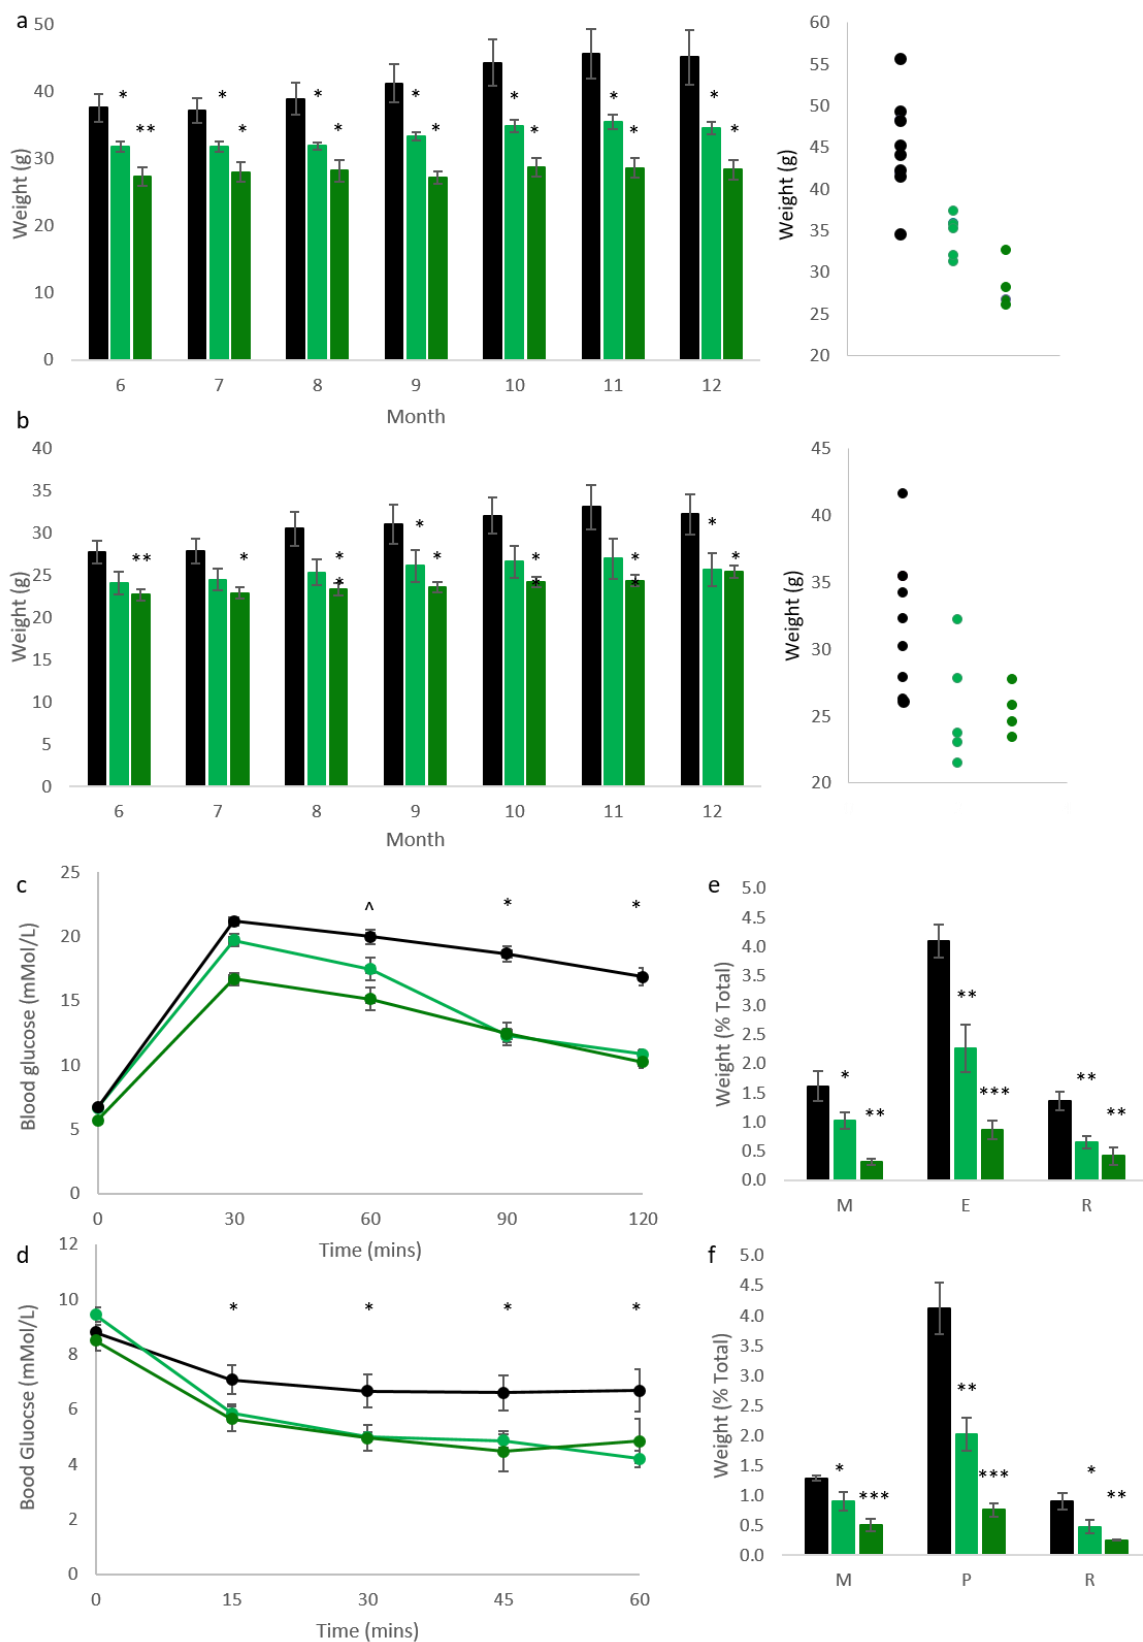 a
50
40
30
20
10
0
Weight (g)
* ** * * * * * * * * * * * *
6 7 8 9 10 11 12
Month
60
55
50
45
40
35
30
25
20
Weight (g)
b
40
35
30
25
20
15
10
5
0
Weight (g)
** * * * * * * * * * * *
6 7 8 9 10 11 12
Month
45
40
35
30
25
20
Weight (g)
c
25
20
15
10
5
0
Blood glucose (mMol/L)
^ * *
0 30 60 90 120
Time (mins)
e
5.0
4.5
4.0
3.5
3.0
2.5
2.0
1.5
1.0
0.5
0.0
Weight (% Total)
* ** ** *** ** **
M E R
d
12
10
8
6
4
2
0
Bood Gluocse (mMol/L)
* * * *
0 15 30 45 60
Time (mins)
f
5.0
4.5
4.0
3.5
3.0
2.5
2.0
1.5
1.0
0.5
0.0
Weight (% Total)
* *** ** *** * **
M P R